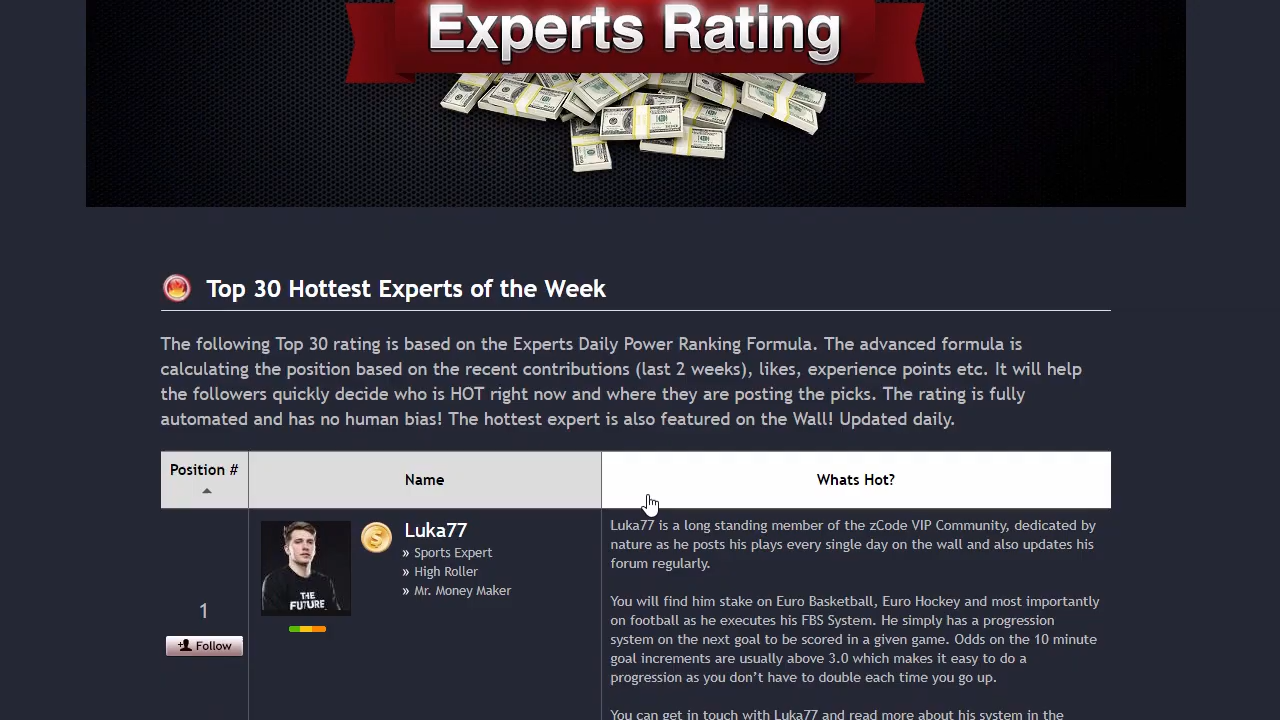 Experts Rating
Top 30 Hottest Experts of the Week
The following Top 30 rating is based on the Experts Daily Power Ranking Formula. The advanced formula is
calculating the position based on the recent contributions (last 2 weeks), likes, experience points etc. It will help
the followers quickly decide who is HOT right now and where they are posting the picks. The rating is fully
automated and has no human bias! The hottest expert is also featured on the Wall! Updated daily.
Position #
Name
Whats Hot?
1
Follow
THE
FUTURE
$
Luka77
» Sports Expert
» High Roller
» Mr. Money Maker
Luka77 is a long standing member of the zCode VIP Community, dedicated by
nature as he posts his plays every single day on the wall and also updates his
forum regularly.
You will find him stake on Euro Basketball, Euro Hockey and most importantly
on football as he executes his FBS System. He simply has a progression
system on the next goal to be scored in a given game. Odds on the 10 minute
goal increments are usually above 3.0 which makes it easy to do a
progression as you don’t have to double each time you go up.
You can get in touch with Luka77 and read more about his system in the